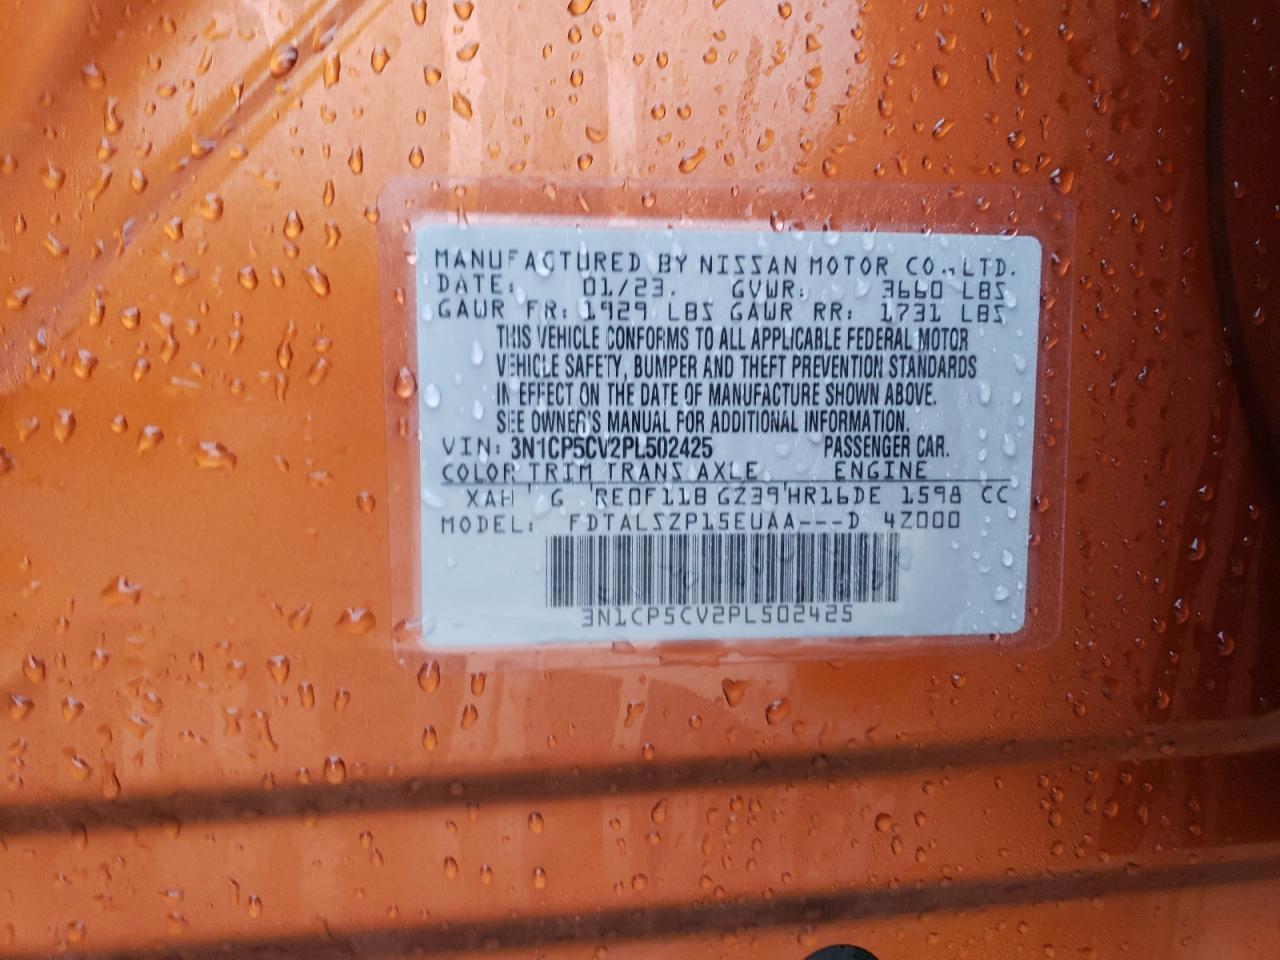 MANUFACTURED BY NISSAN MOTOR CO., LTD.
DATE: 01/23. GVWR: 3660 LBS
GAWR FR: 1929 LBS GAWR RR: 1731 LBS
THIS VEHICLE CONFORMS TO ALL APPLICABLE FEDERAL MOTOR
VEHICLE SAFETY, BUMPER AND THEFT PREVENTION STANDARDS
IN EFFECT ON THE DATE OF MANUFACTURE SHOWN ABOVE.
SEE OWNER'S MANUAL FOR ADDITIONAL INFORMATION.
VIN: 3N1CP5CV2PL502425 PASSENGER CAR.
COLOR TRIM TRANS AXLE ENGINE
XAH G RE0F11B GZ39 HR16DE 1598 CC
MODEL: FDTALSZP15EUAA---D 4Z000
3N1CP5CV2PL502425